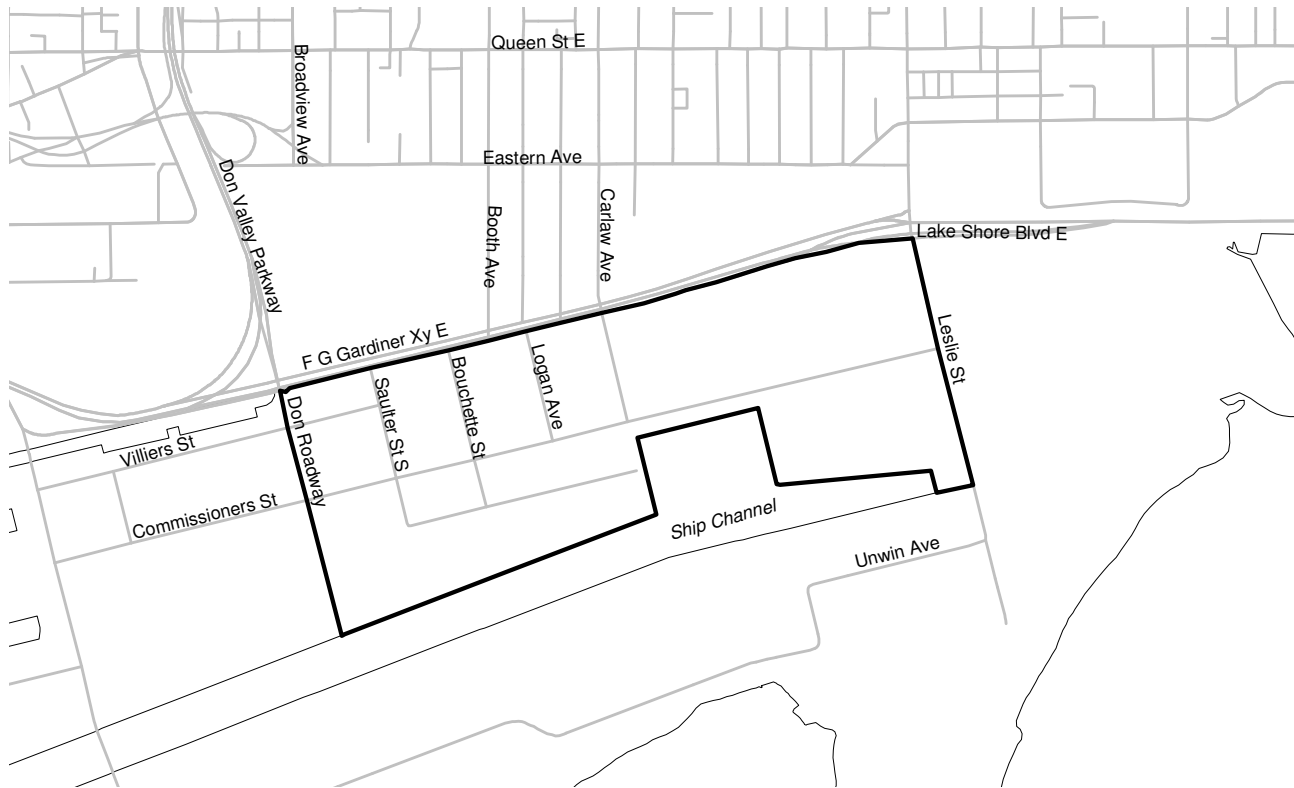 Queen St E
Broadview Ave
Eastern Ave
Don Valley Parkway
Booth Ave
Carlaw Ave
Lake Shore Blvd E
F G Gardiner Xy E
Leslie St
Logan Ave
Bouchette St
Saulter St S
Don Roadway
Villiers St
Commissioners St
Ship Channel
Unwin Ave